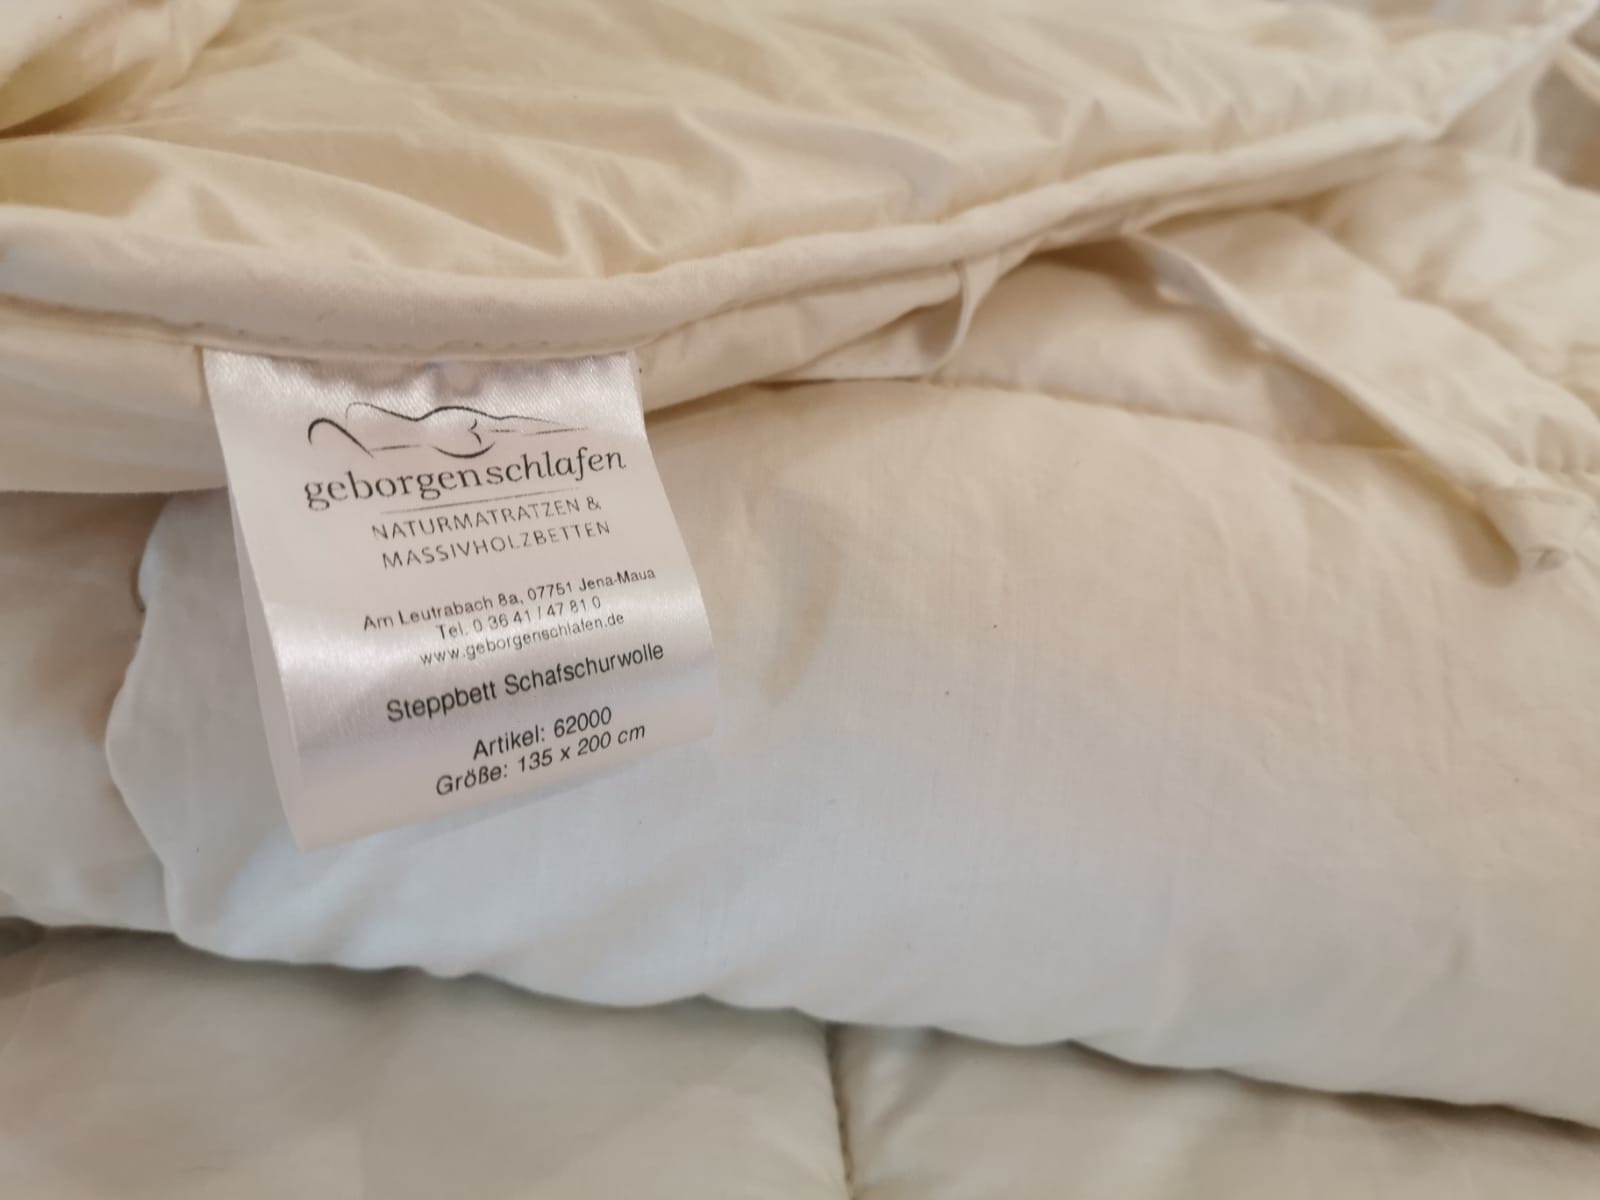 geborgenschlafen
NATURMATRATZEN &
MASSIVHOLZBETTEN
Am Leutrabach 8a, 07751 Jena-Maua
Tel. 0 36 41 / 47 81 0
www.geborgenschlafen.de
Steppbett Schafschurwolle
Artikel: 62000
Größe: 135 x 200 cm